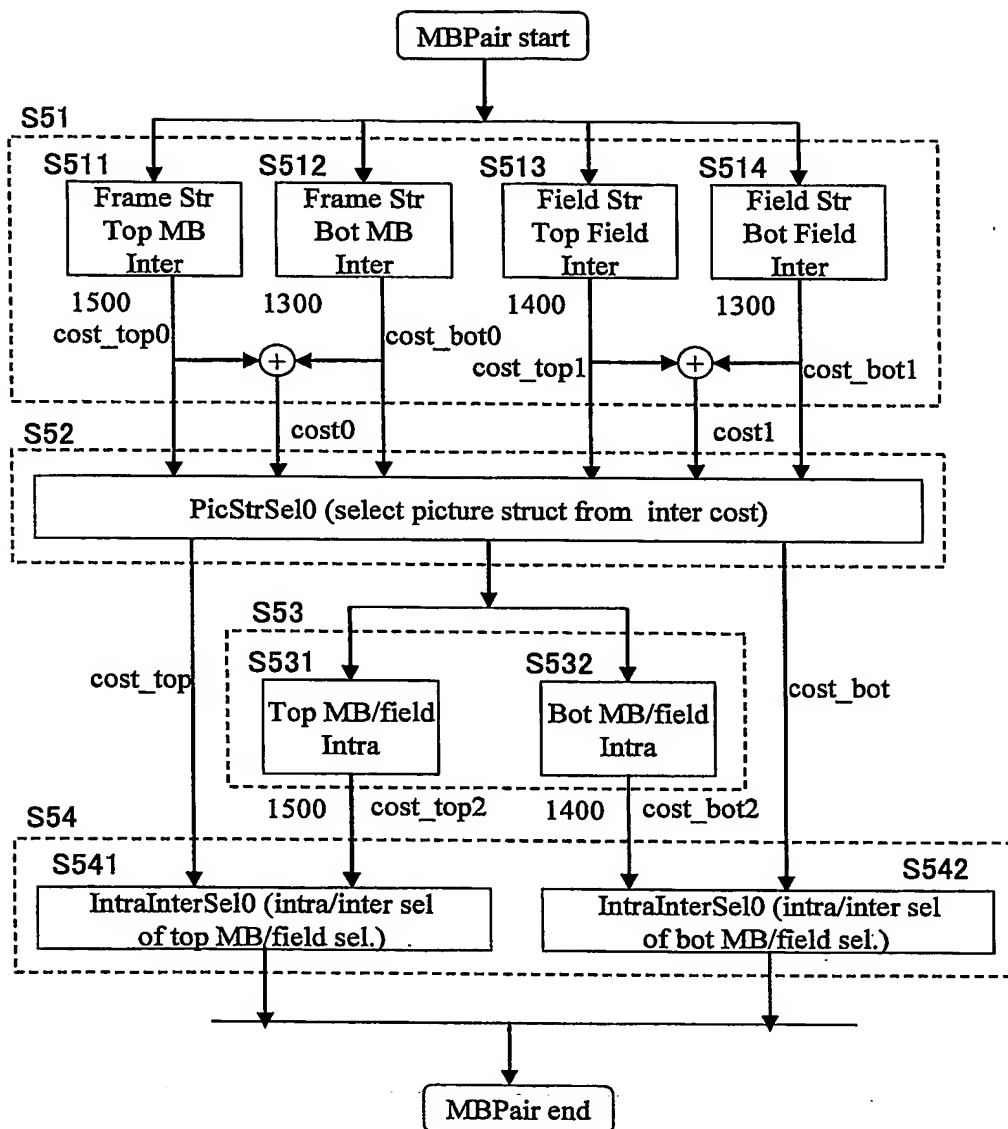 MBPair start
S51
S511
S512
S513
S514
Frame Str
Top MB
Inter
Frame Str
Bot MB
Inter
Field Str
Top Field
Inter
Field Str
Bot Field
Inter
1500
1300
1400
1300
cost_top0
cost_bot0
cost_top1
cost_bot1
+
+
cost0
cost1
S52
PicStrSel0 (select picture struct from inter cost)
S53
S531
S532
cost_top
cost_bot
Top MB/field
Intra
Bot MB/field
Intra
1500
cost_top2
1400
cost_bot2
S54
S541
S542
IntraInterSel0 (intra/inter sel
of top MB/field sel.)
IntraInterSel0 (intra/inter sel
of bot MB/field sel.)
MBPair end